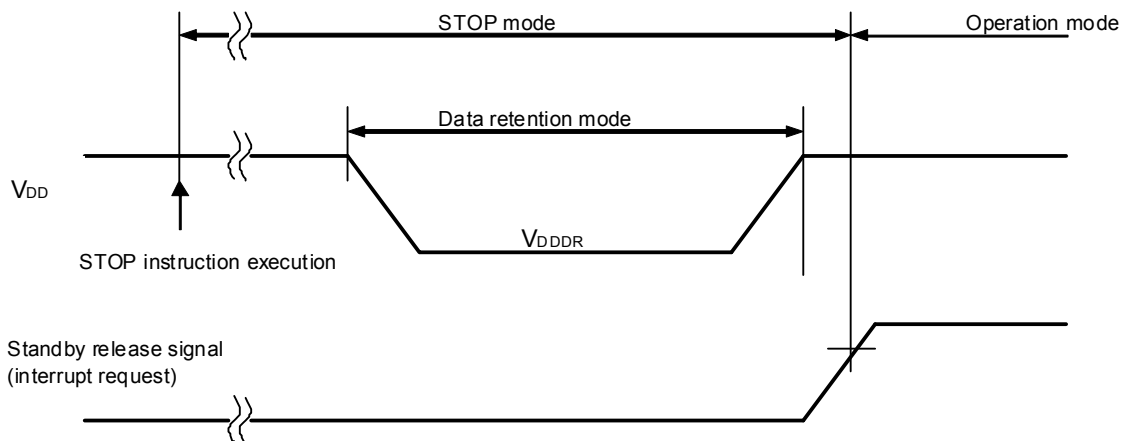 STOP mode
Operation mode
Data retention mode
VDD
VDDDR
STOP instruction execution
Standby release signal
(interrupt request)